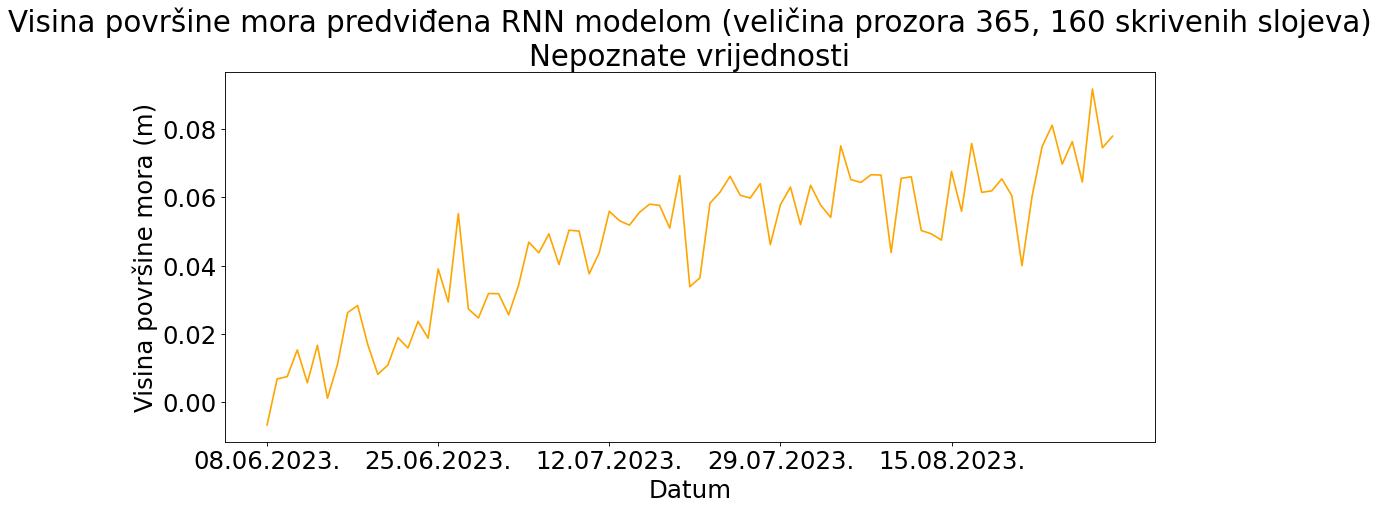 Visina površine mora predviđena RNN modelom (veličina prozora 365, 160 skrivenih slojeva)
Nepoznate vrijednosti
Visina površine mora (m)
0.08
0.06
0.04
0.02
0.00
08.06.2023. 25.06.2023. 12.07.2023. 29.07.2023. 15.08.2023.
Datum